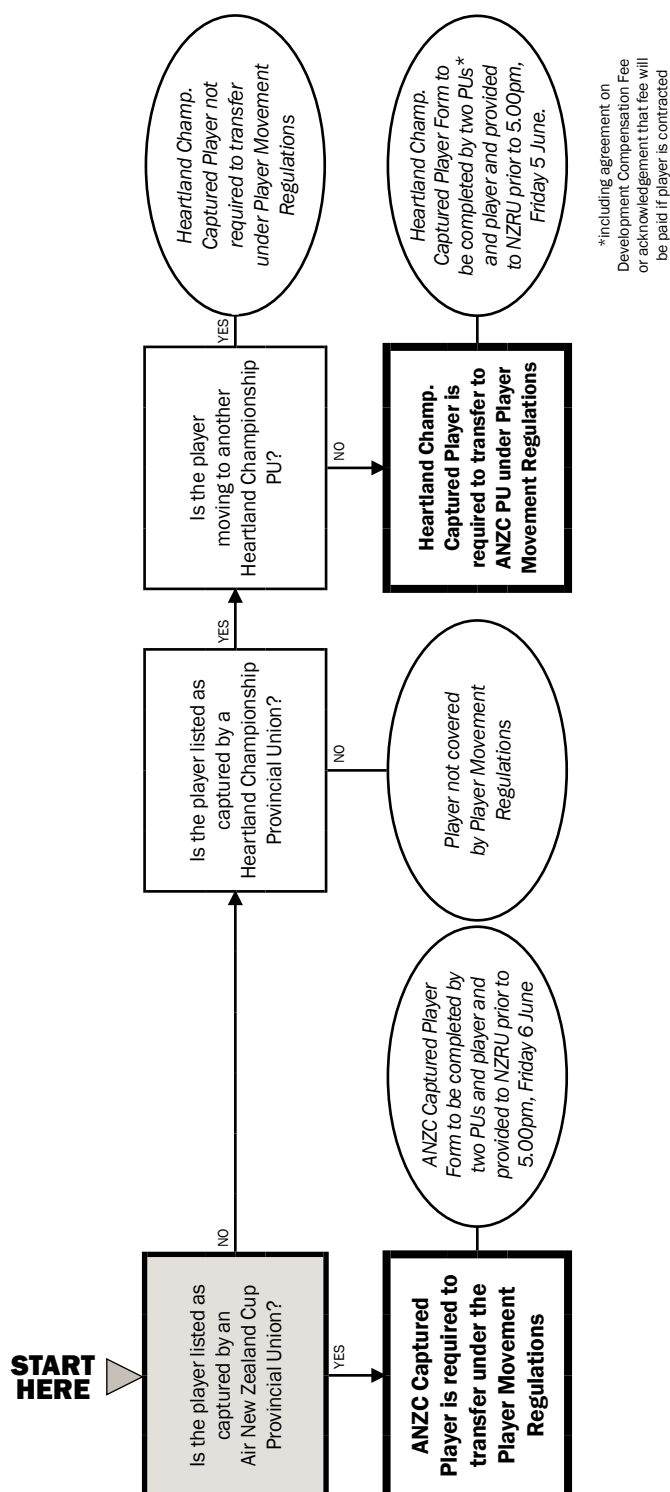 START
HERE
Is the player listed as
captured by an
Air New Zealand Cup
Provincial Union?
NO
YES
ANZC Captured
Player is required to
transfer under the
Player Movement
Regulations
ANZC Captured Player
Form to be completed by
two PUs and player and
provided to NZRU prior to
5.00pm, Friday 6 June
Is the player listed as
captured by a
Heartland Championship
Provincial Union?
YES
NO
Player not covered
by Player Movement
Regulations
Is the player
moving to another
Heartland Championship
PU?
YES
NO
Heartland Champ.
Captured Player not
required to transfer
under Player Movement
Regulations
Heartland Champ.
Captured Player is
required to transfer to
ANZC PU under Player
Movement Regulations
Heartland Champ.
Captured Player Form to
be completed by two PUs*
and player and provided
to NZRU prior to 5.00pm,
Friday 5 June.
*including agreement on
Development Compensation Fee
or acknowledgement that fee will
be paid if player is contracted